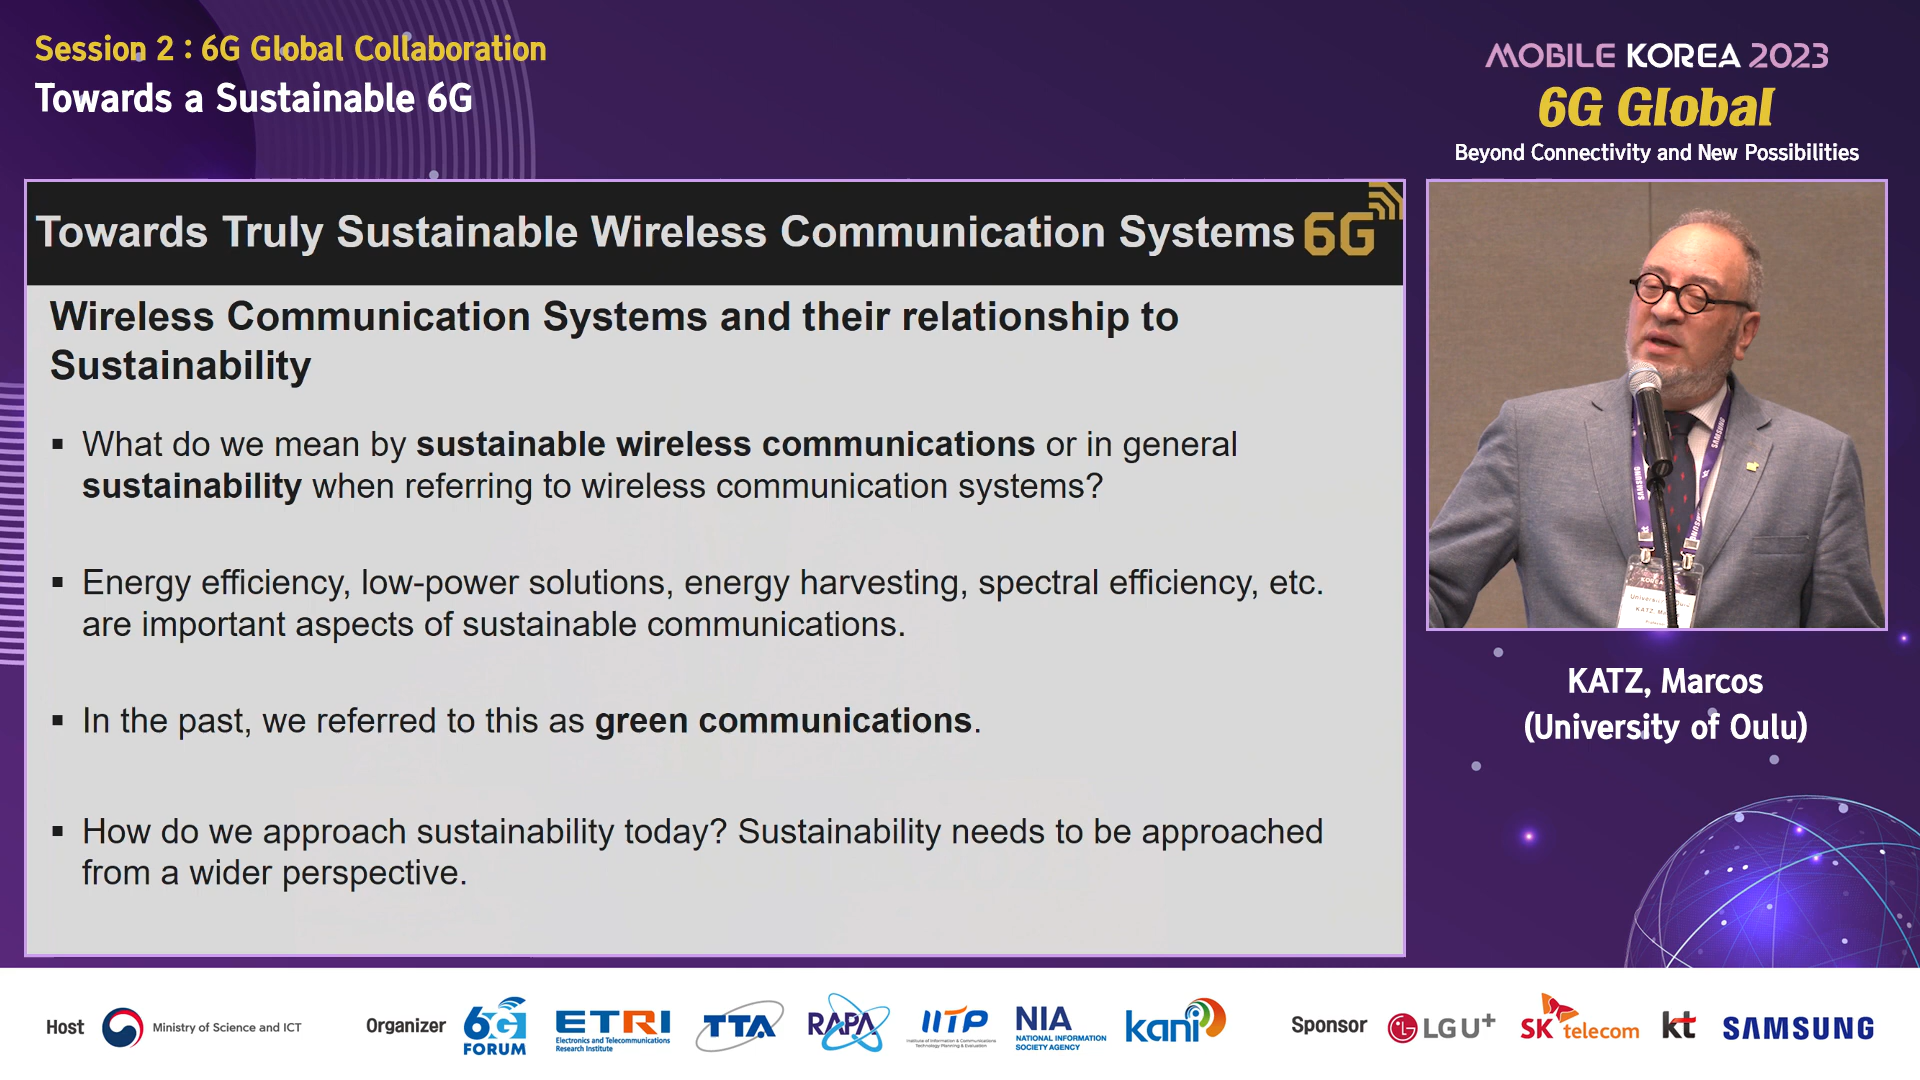 Session 2 : 6G Global Collaboration
Towards a Sustainable 6G
MOBILE KOREA 2023
6G Global
Beyond Connectivity and New Possibilities
Towards Truly Sustainable Wireless Communication Systems 6G
Wireless Communication Systems and their relationship to
Sustainability
▪ What do we mean by sustainable wireless communications or in general
sustainability when referring to wireless communication systems?
▪ Energy efficiency, low-power solutions, energy harvesting, spectral efficiency, etc.
are important aspects of sustainable communications.
▪ In the past, we referred to this as green communications.
▪ How do we approach sustainability today? Sustainability needs to be approached
from a wider perspective.
SAMSUNG
SAMSUNG
kt
KATZ, Marcos
(University of Oulu)
Host
Ministry of Science and ICT
Organizer
6G FORUM
ETRI
Electronics and Telecommunications
Research Institute
TTA
RAPA
IITP
Institute of Information & Communications
Technology Planning & Evaluation
NIA
NATIONAL INFORMATION
SOCIETY AGENCY
kani
Sponsor
LG U+
SK telecom
kt
SAMSUNG